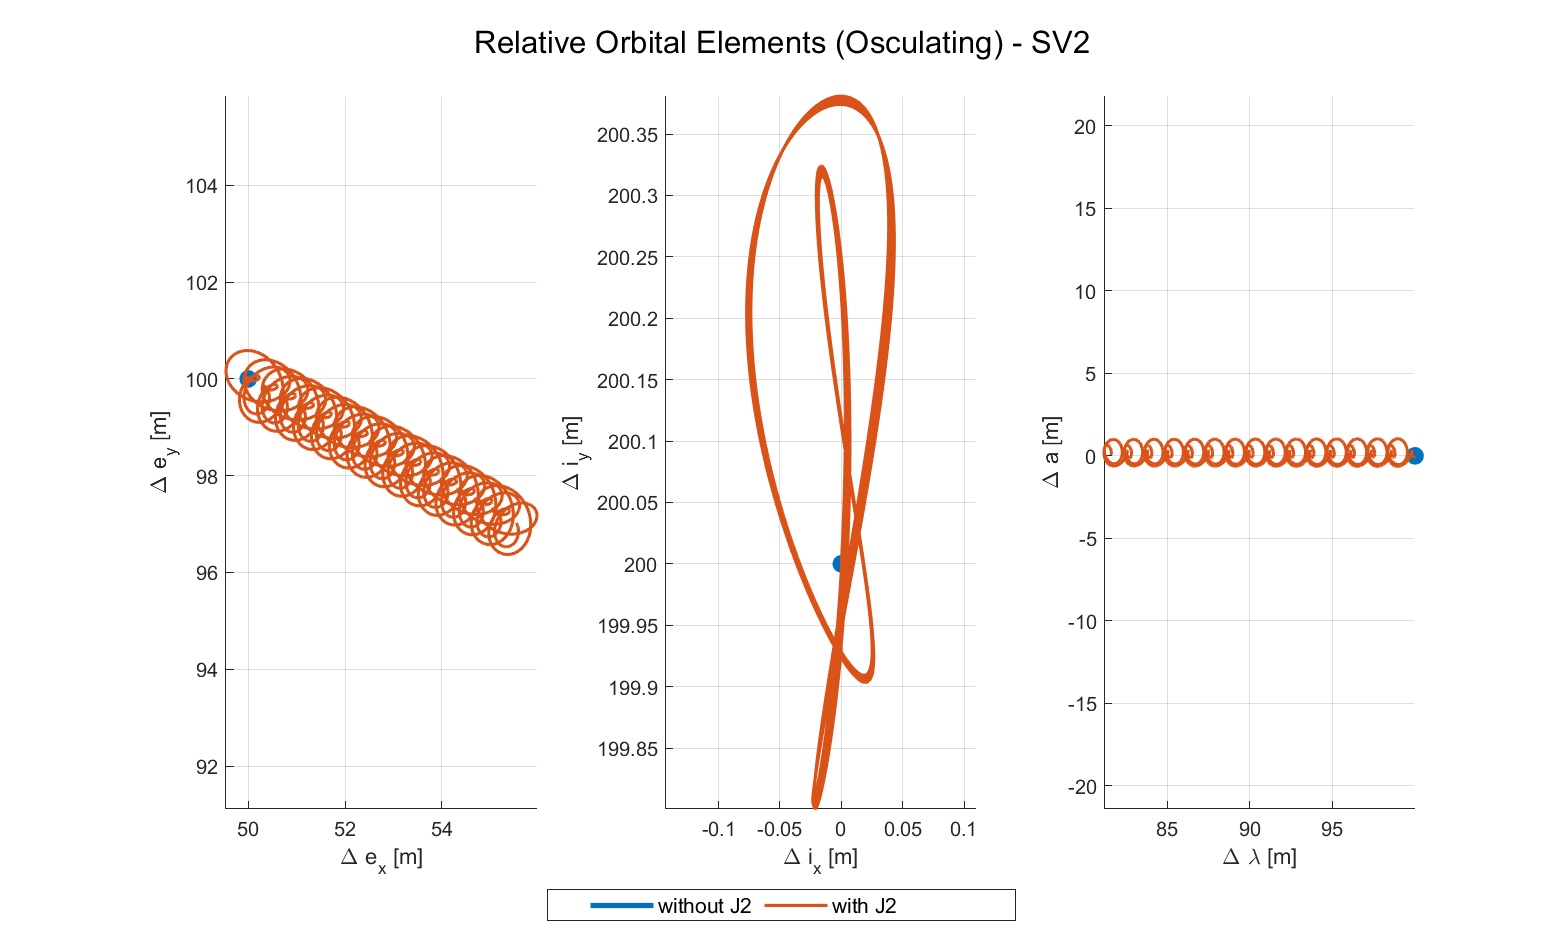 Relative Orbital Elements (Osculating) - SV2
104
102
100
98
96
94
92
50 52 54
Δ e_y [m]
Δ e_x [m]
200.35
200.3
200.25
200.2
200.15
200.1
200.05
200
199.95
199.9
199.85
-0.1 -0.05 0 0.05 0.1
Δ i_y [m]
Δ i_x [m]
20
15
10
5
0
-5
-10
-15
-20
85 90 95
Δ a [m]
Δ λ [m]
without J2 with J2